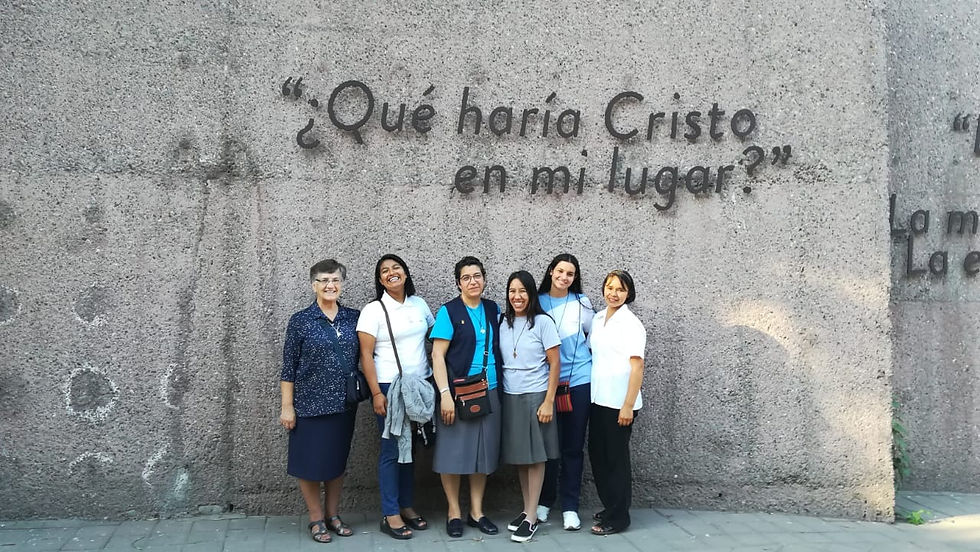 “¿Qué haría Cristo
en mi lugar?”
La
La